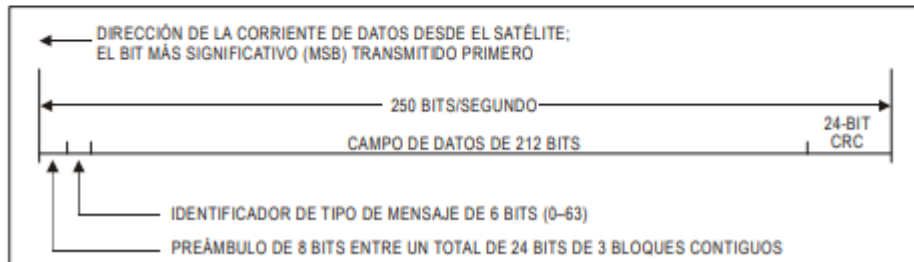 DIRECCIÓN DE LA CORRIENTE DE DATOS DESDE EL SATÉLITE;
EL BIT MÁS SIGNIFICATIVO (MSB) TRANSMITIDO PRIMERO
250 BITS/SEGUNDO
CAMPO DE DATOS DE 212 BITS
24-BIT
CRC
IDENTIFICADOR DE TIPO DE MENSAJE DE 6 BITS (0–63)
PREÁMBULO DE 8 BITS ENTRE UN TOTAL DE 24 BITS DE 3 BLOQUES CONTIGUOS